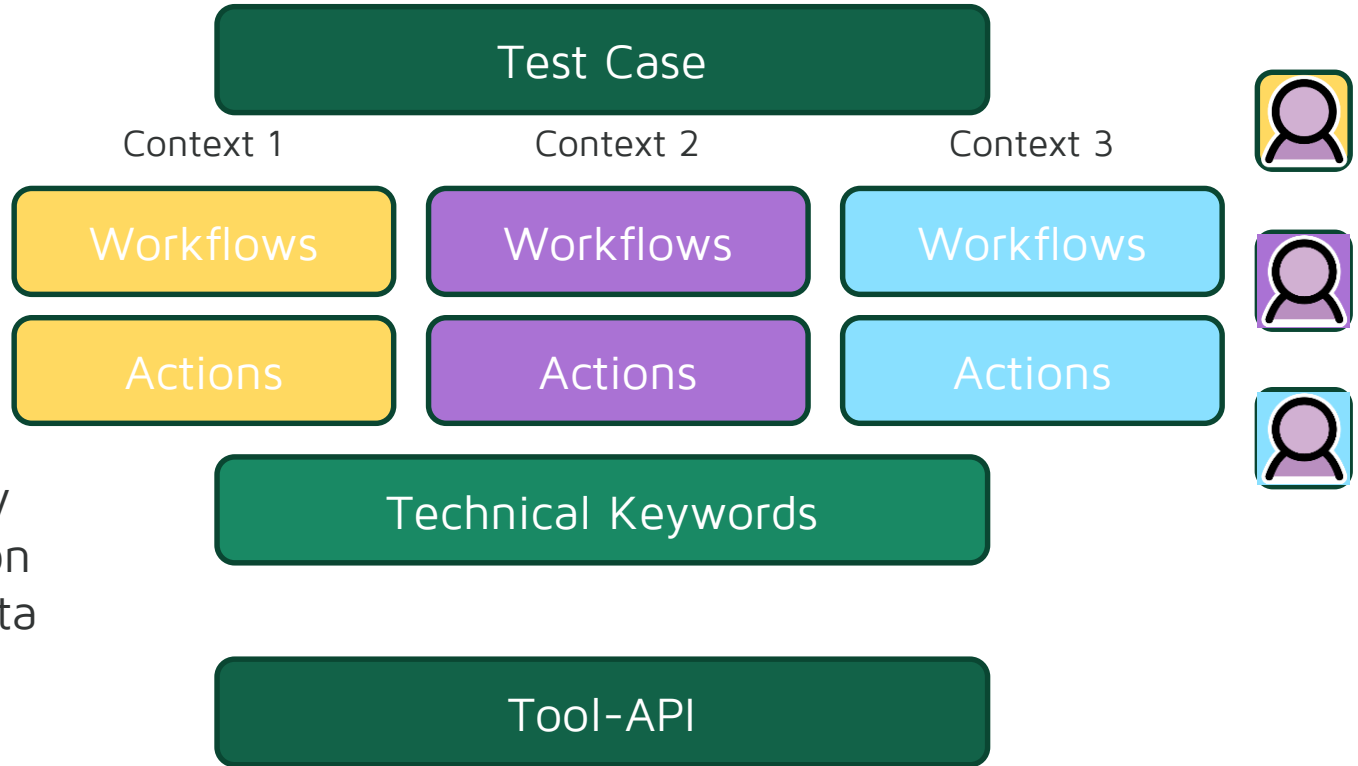 Test Case
Context 1
Context 2
Context 3
Workflows
Workflows
Workflows
Actions
Actions
Actions
Technical Keywords
Tool-API